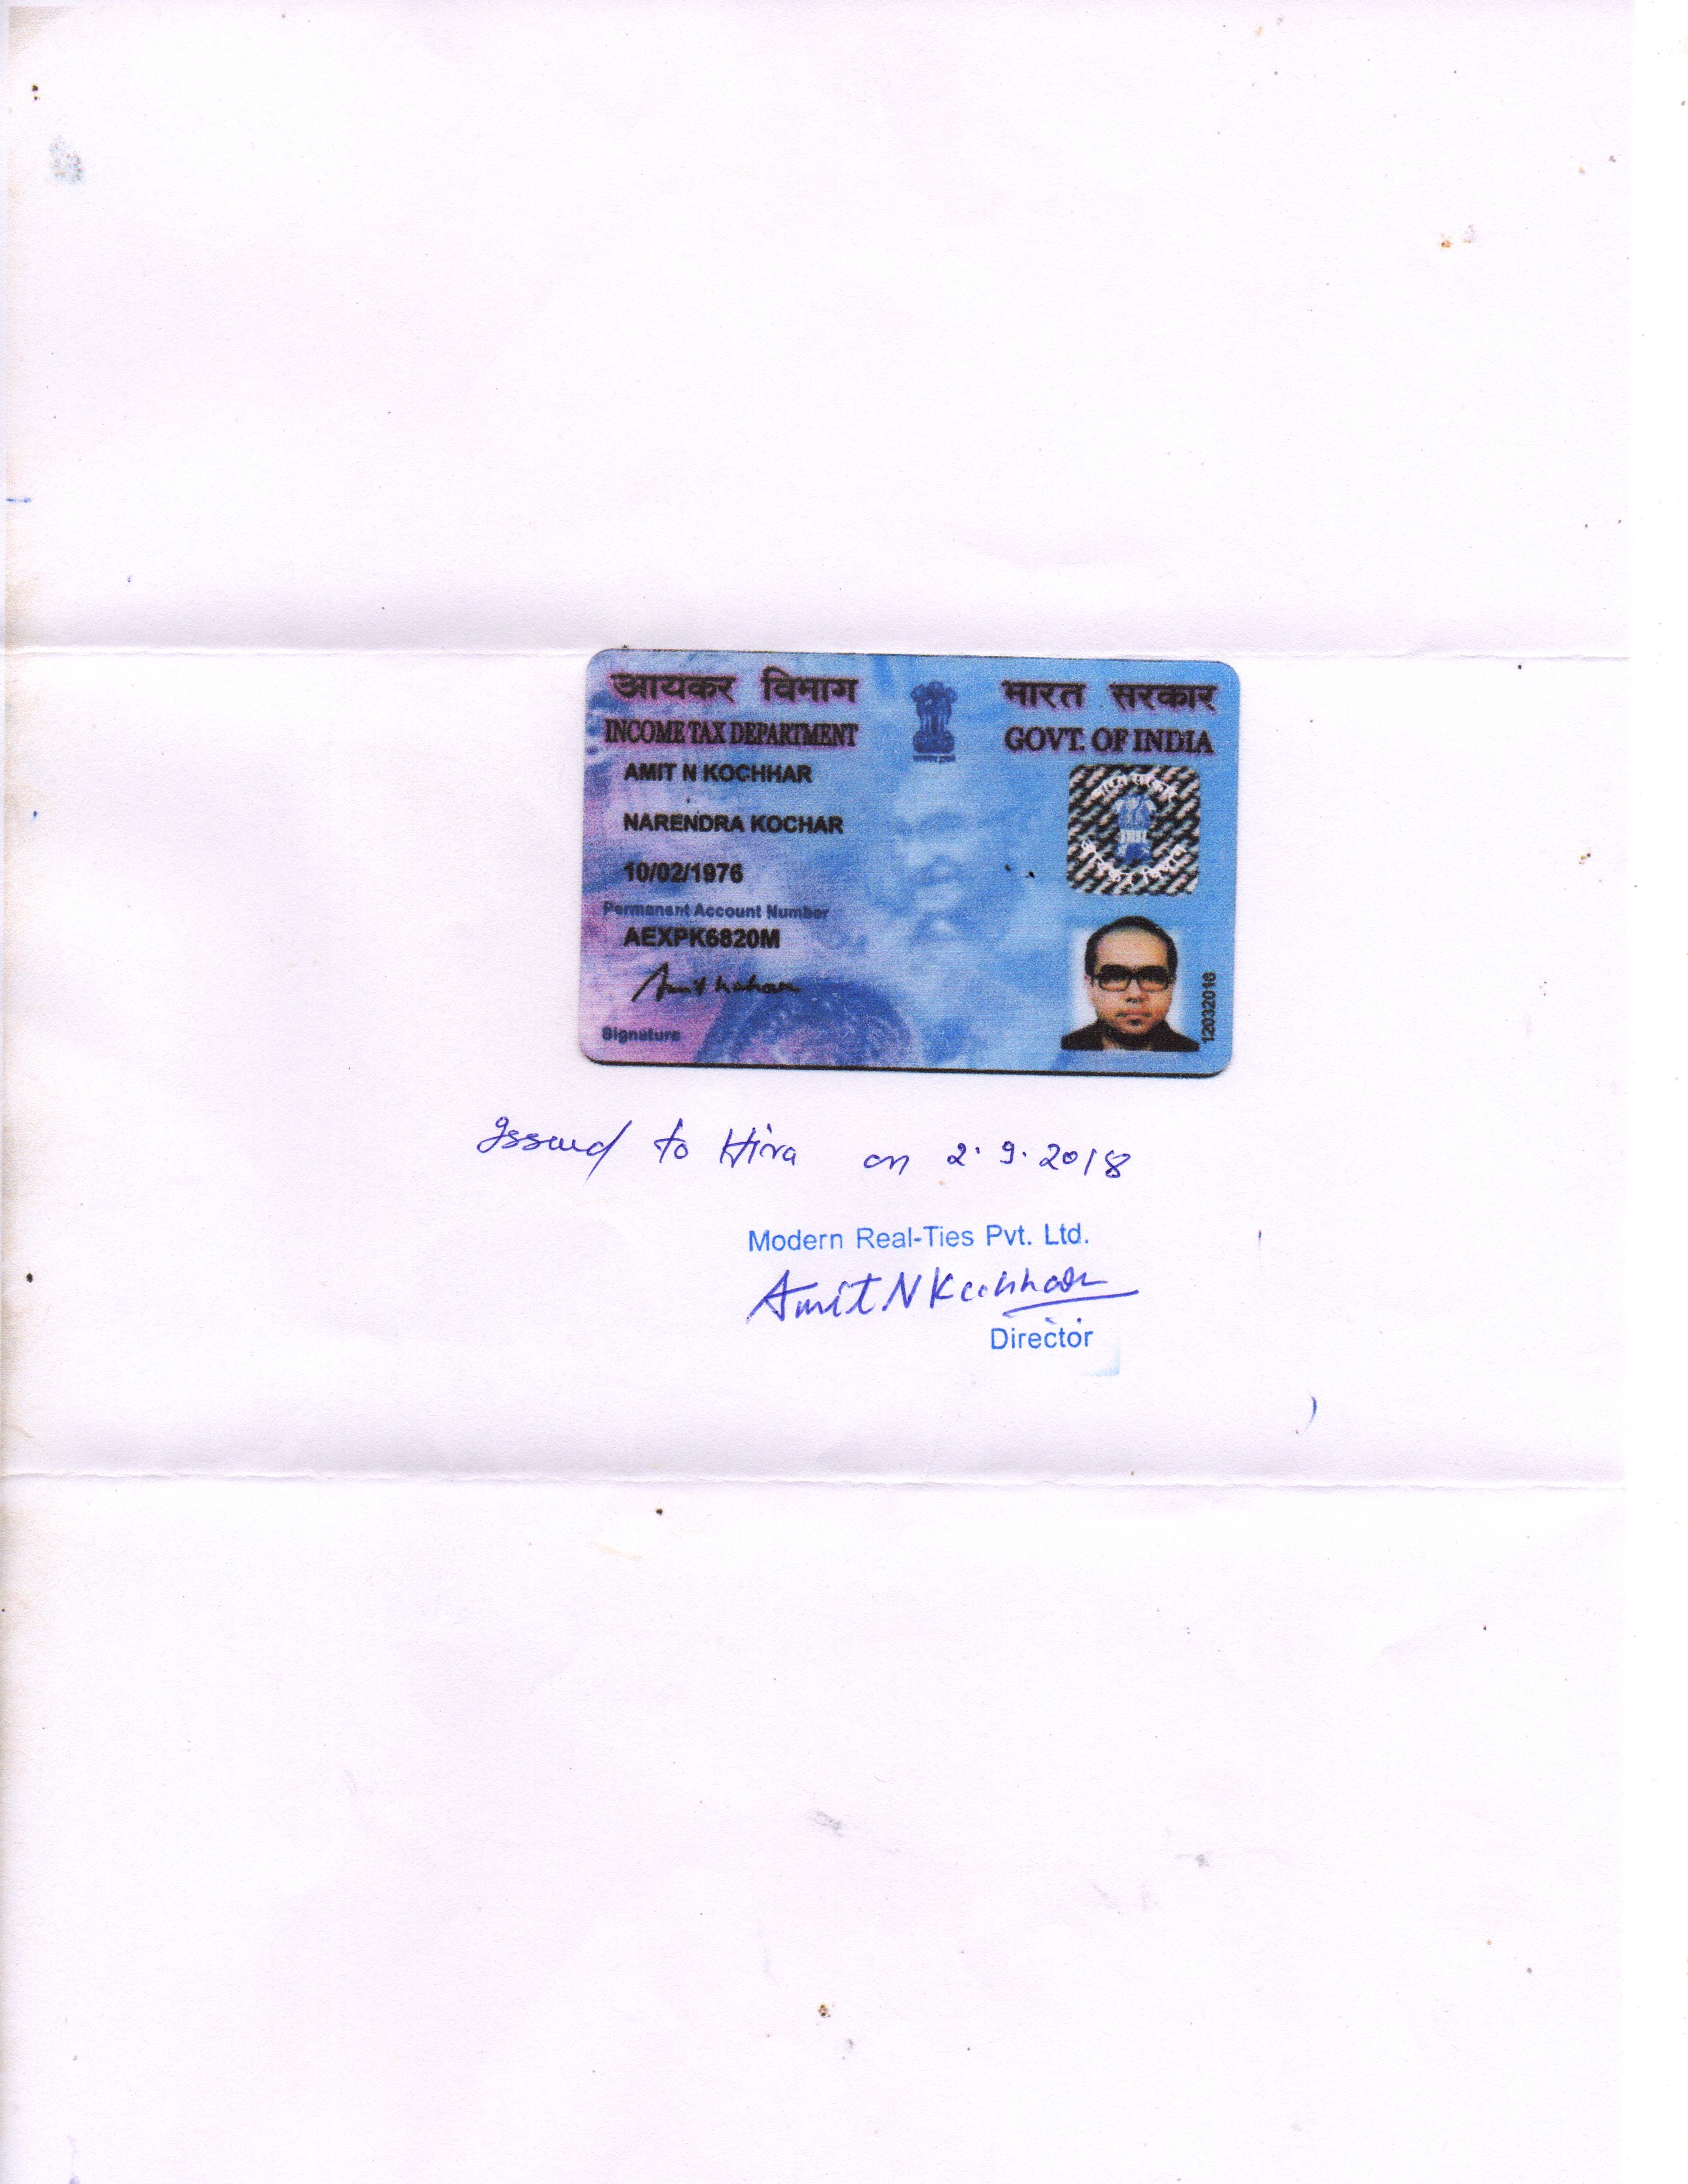 आयकर विभाग
INCOME TAX DEPARTMENT
भारत सरकार
GOVT. OF INDIA
AMIT N KOCHHAR
NARENDRA KOCHAR
10/02/1976
Permanent Account Number
AEXPK6820M
Signature
12032016
Issued to Hira on 2.9.2018
Modern Real-Ties Pvt. Ltd.
Amit N Kochhar
Director